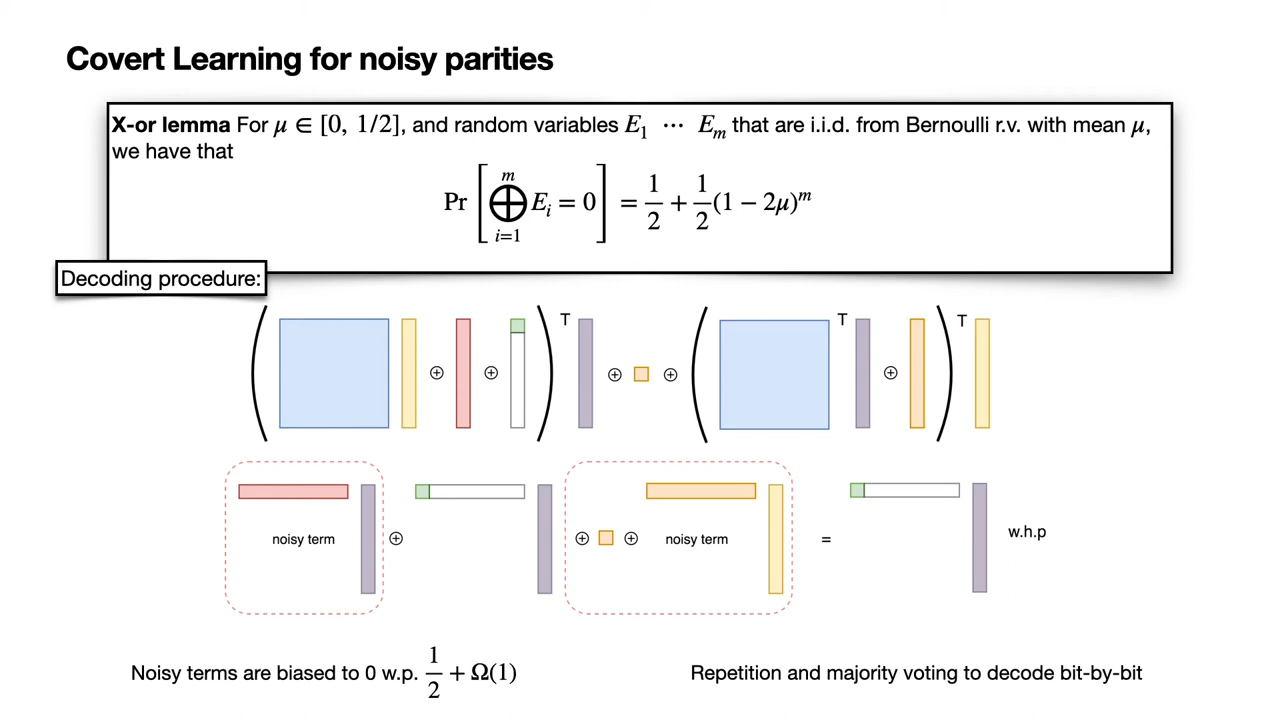 Covert Learning for noisy parities
X-or lemma For μ ∈ [0, 1/2], and random variables E₁ ⋯ Eₘ that are i.i.d. from Bernoulli r.v. with mean μ,
we have that
Pr [ ⨁ᵢ₌₁ᵐ Eᵢ = 0 ] = 1/2 + 1/2 (1 − 2μ)ᵐ
Decoding procedure:
( ⊕ ⊕ ) T ⊕ ⊕ ( T ⊕ ) T
noisy term ⊕ ⊕ ⊕ noisy term = w.h.p
Noisy terms are biased to 0 w.p. 1/2 + Ω(1)
Repetition and majority voting to decode bit-by-bit